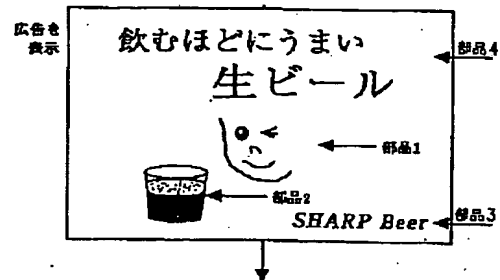 広告を
表示
飲むほどにうまい
生ビール
部品4
部品1
部品2
SHARP Beer
部品3